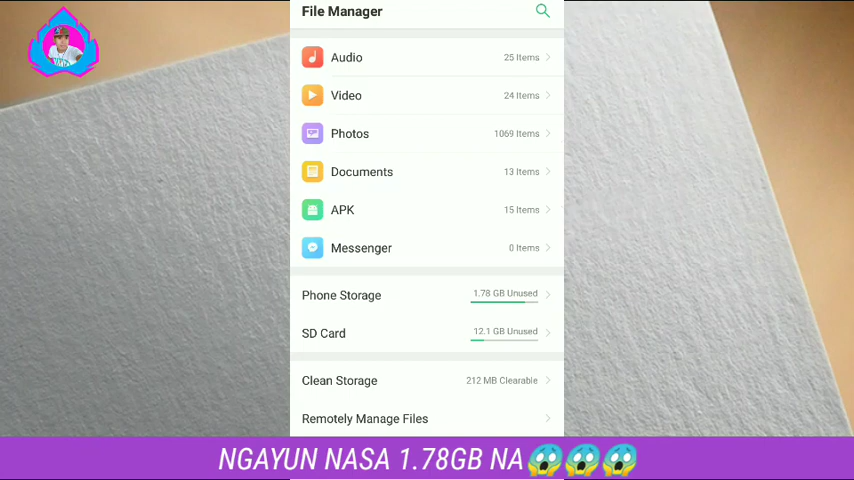 File Manager
Audio 25 Items
Video 24 Items
Photos 1069 Items
Documents 13 Items
APK 15 Items
Messenger 0 Items
Phone Storage 1.78 GB Unused
SD Card 12.1 GB Unused
Clean Storage 212 MB Clearable
Remotely Manage Files
NGAYUN NASA 1.78GB NA😱😱😱